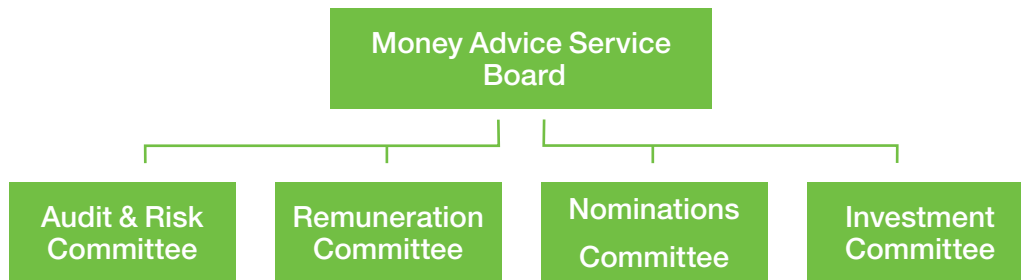 Money Advice Service
Board
Audit & Risk
Committee
Remuneration
Committee
Nominations
Committee
Investment
Committee